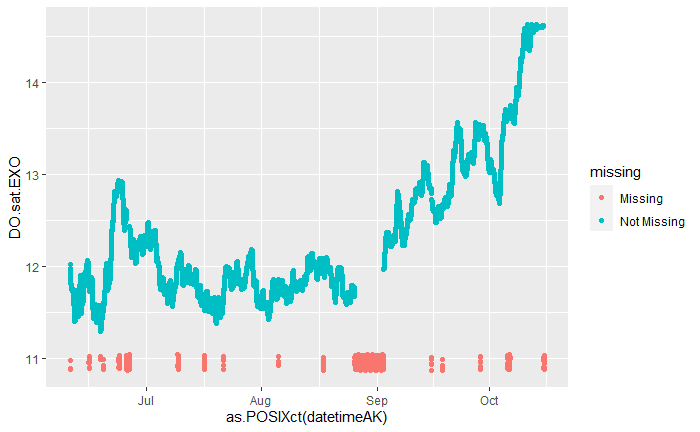 14
13
12
11
DO.sat.EXO
Jul
Aug
Sep
Oct
as.POSIXct(datetimeAK)
missing
Missing
Not Missing